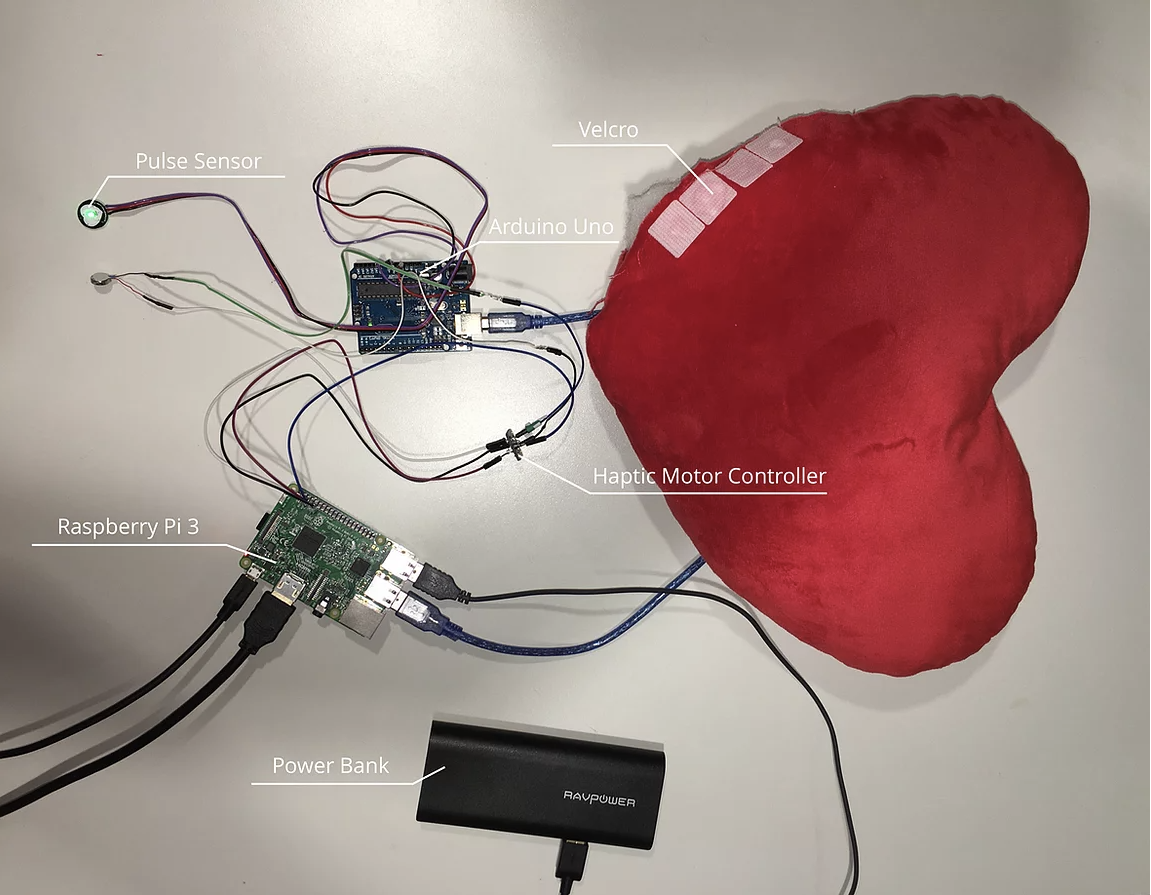 Velcro
Pulse Sensor
Arduino Uno
Haptic Motor Controller
Raspberry Pi 3
Power Bank
RAVPOWER